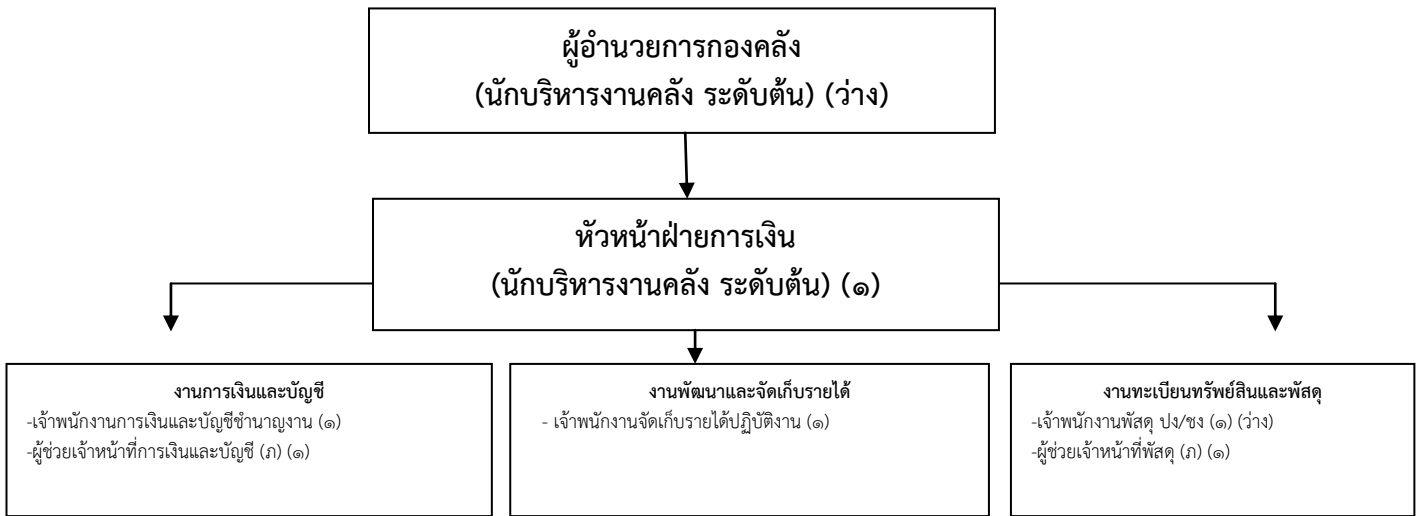 ผู้อำนวยการกองคลัง
(นักบริหารงานคลัง ระดับต้น) (ว่าง)
หัวหน้าฝ่ายการเงิน
(นักบริหารงานคลัง ระดับต้น) (๑)
งานการเงินและบัญชี
-เจ้าพนักงานการเงินและบัญชีชำนาญงาน (๑)
-ผู้ช่วยเจ้าหน้าที่การเงินและบัญชี (ภ) (๑)
งานพัฒนาและจัดเก็บรายได้
- เจ้าพนักงานจัดเก็บรายได้ปฏิบัติงาน (๑)
งานทะเบียนทรัพย์สินและพัสดุ
-เจ้าพนักงานพัสดุ ปง/ชง (๑) (ว่าง)
-ผู้ช่วยเจ้าหน้าที่พัสดุ (ภ) (๑)